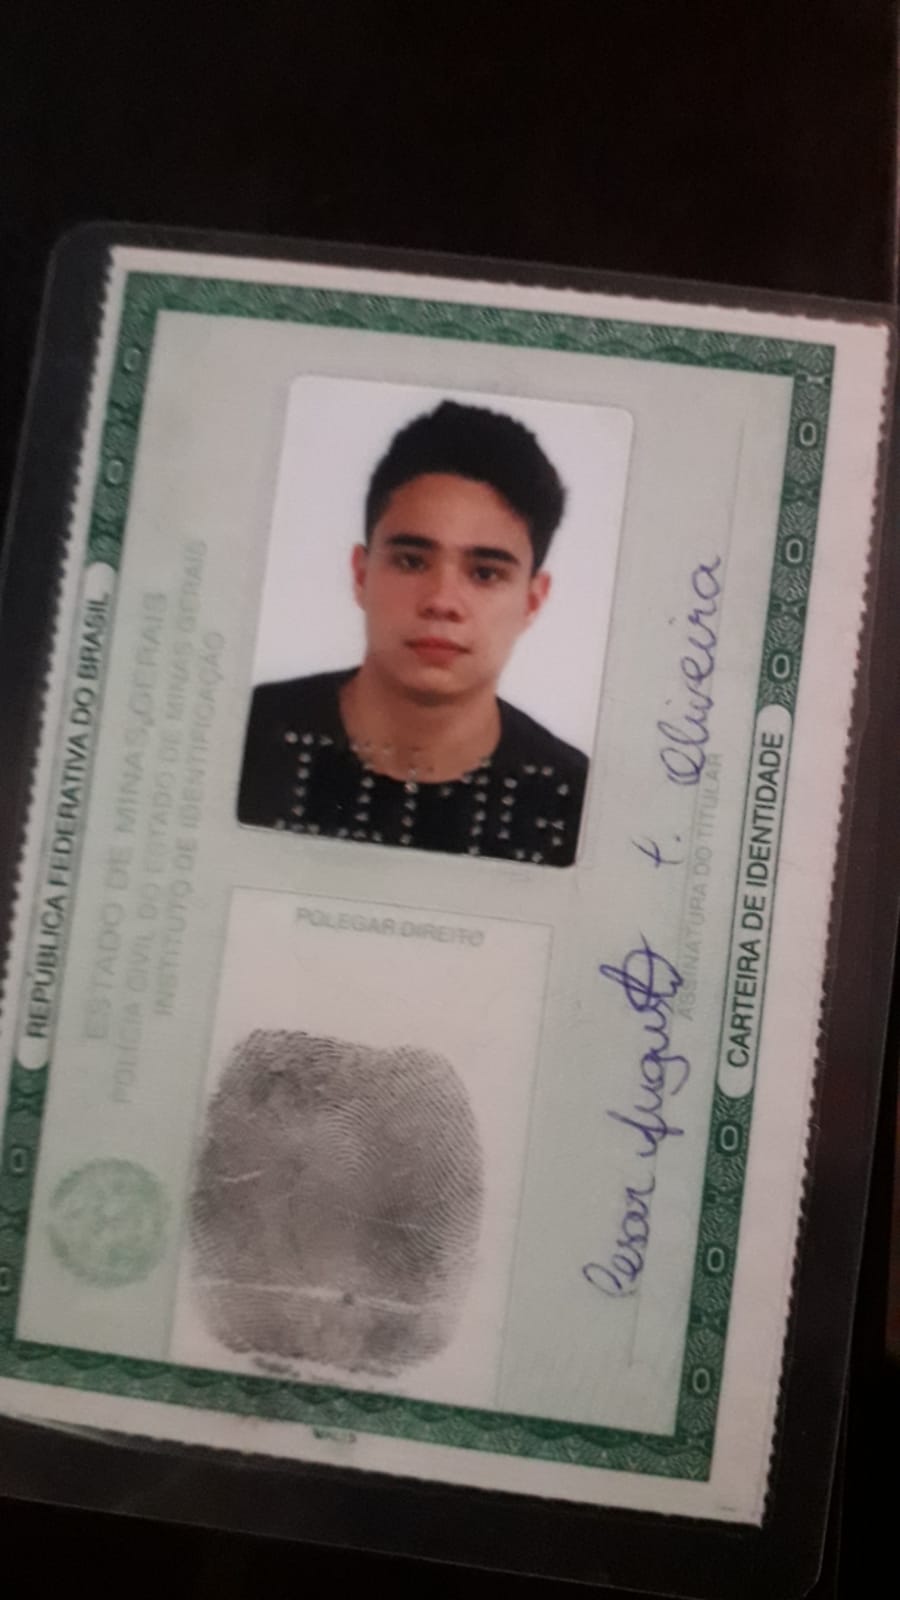 REPÚBLICA FEDERATIVA DO BRASIL
ESTADO DE MINAS GERAIS
POLÍCIA CIVIL DO ESTADO DE MINAS GERAIS
INSTITUTO DE IDENTIFICAÇÃO
POLEGAR DIREITO
Cesar Augusto P. Oliveira
ASSINATURA DO TITULAR
CARTEIRA DE IDENTIDADE